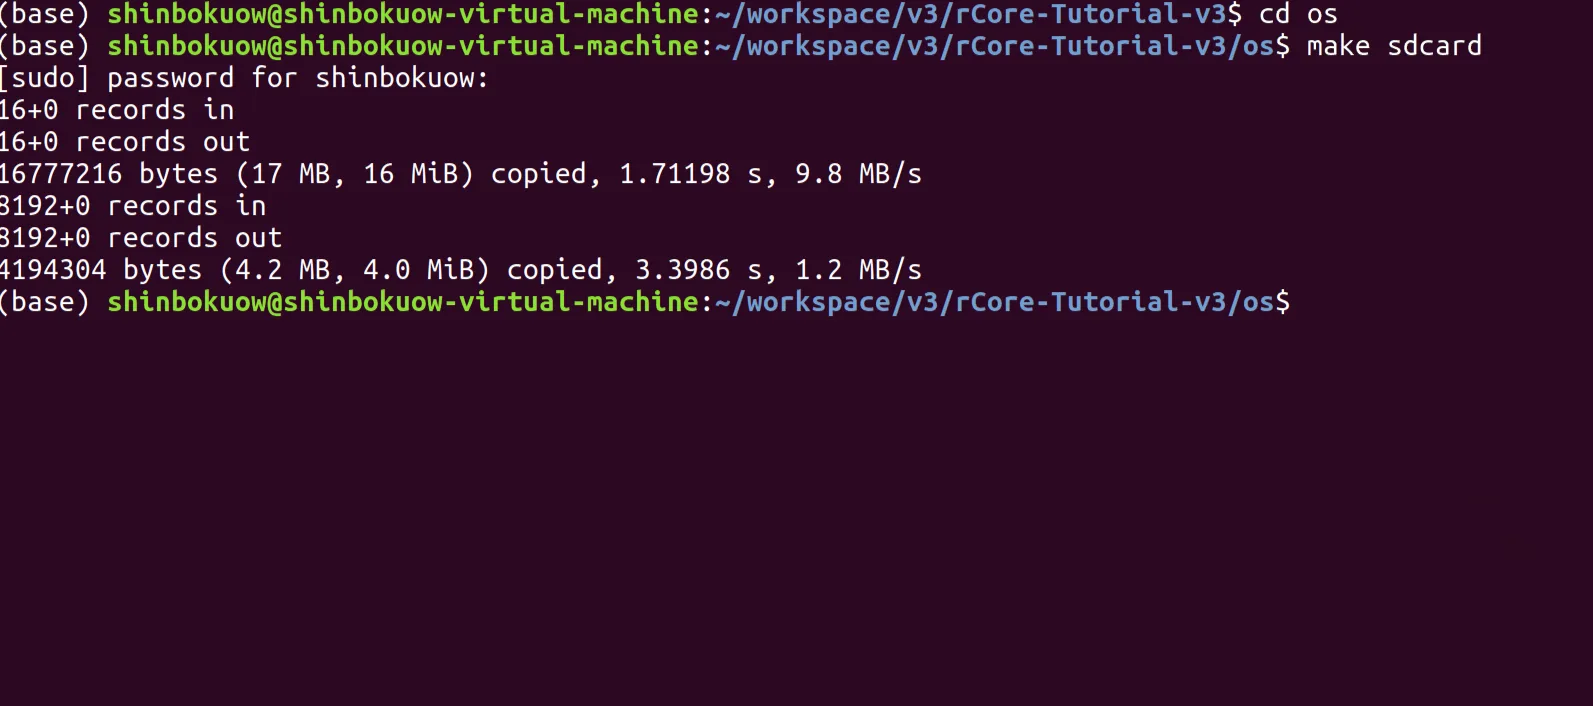 (base) shinbokuow@shinbokuow-virtual-machine:~/workspace/v3/rCore-Tutorial-v3$ cd os
(base) shinbokuow@shinbokuow-virtual-machine:~/workspace/v3/rCore-Tutorial-v3/os$ make sdcard
[sudo] password for shinbokuow:
16+0 records in
16+0 records out
16777216 bytes (17 MB, 16 MiB) copied, 1.71198 s, 9.8 MB/s
8192+0 records in
8192+0 records out
4194304 bytes (4.2 MB, 4.0 MiB) copied, 3.3986 s, 1.2 MB/s
(base) shinbokuow@shinbokuow-virtual-machine:~/workspace/v3/rCore-Tutorial-v3/os$